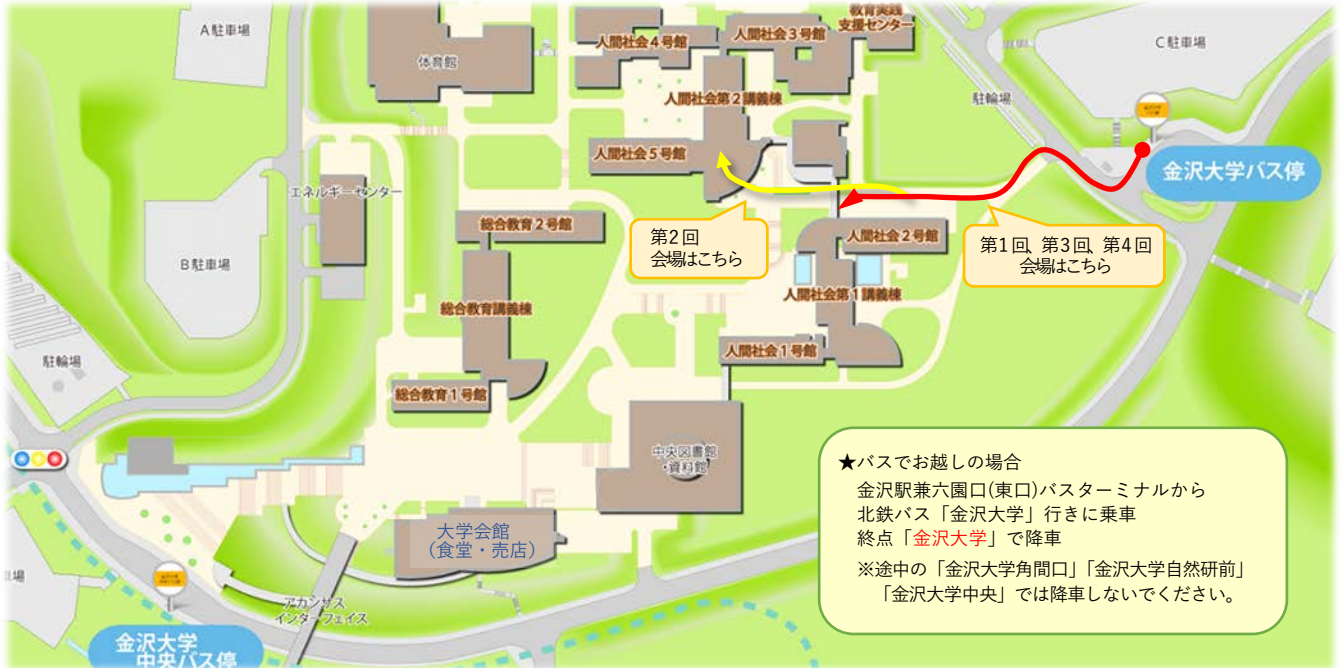 A駐車場
体育館
人間社会4号館
人間社会3号館
教育実践
支援センター
C駐車場
駐輪場
人間社会第2講義棟
人間社会5号館
金沢大学バス停
エネルギーセンター
総合教育2号館
第2回
会場はこちら
人間社会2号館
第1回、第3回、第4回
会場はこちら
B駐車場
人間社会第1講義棟
総合教育講義棟
人間社会1号館
駐輪場
総合教育1号館
中央図書館
・資料館
★バスでお越しの場合
金沢駅兼六園口(東口)バスターミナルから
北鉄バス「金沢大学」行きに乗車
終点「金沢大学」で降車
※途中の「金沢大学角間口」「金沢大学自然研前」
「金沢大学中央」では降車しないでください。
大学会館
(食堂・売店)
車場
アカンサス
インターフェイス
金沢大学
中央バス停